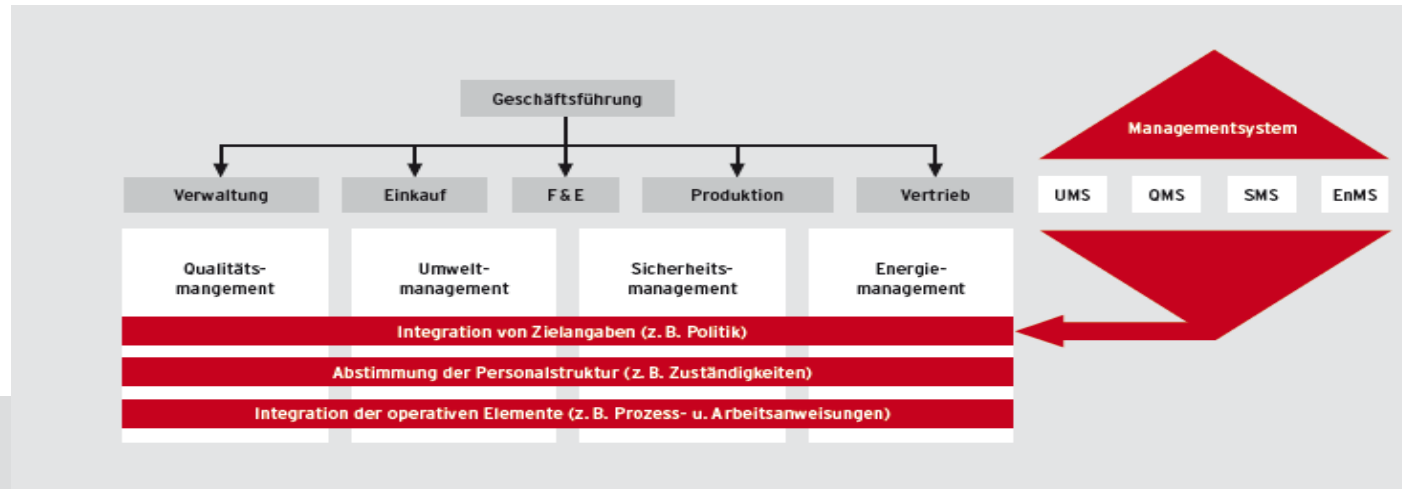 Geschäftsführung
Managementsystem
Verwaltung Einkauf F & E Produktion Vertrieb UMS QMS SMS EnMS
Qualitäts-
mangement
Umwelt-
management
Sicherheits-
management
Energie-
management
Integration von Zielangaben (z. B. Politik)
Abstimmung der Personalstruktur (z. B. Zuständigkeiten)
Integration der operativen Elemente (z. B. Prozess- u. Arbeitsanweisungen)